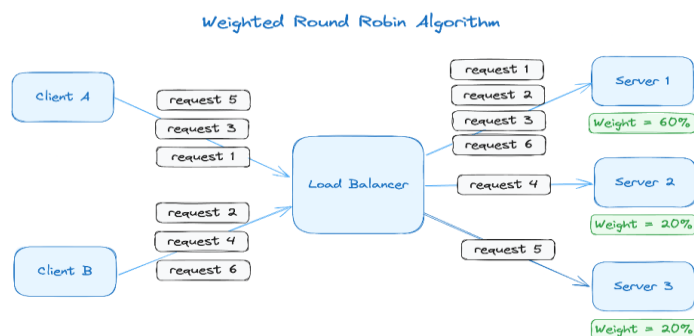 Weighted Round Robin Algorithm
Client A
request 5
request 3
request 1
Client B
request 2
request 4
request 6
Load Balancer
request 1
request 2
request 3
request 6
request 4
request 5
Server 1
Weight = 60%
Server 2
Weight = 20%
Server 3
Weight = 20%